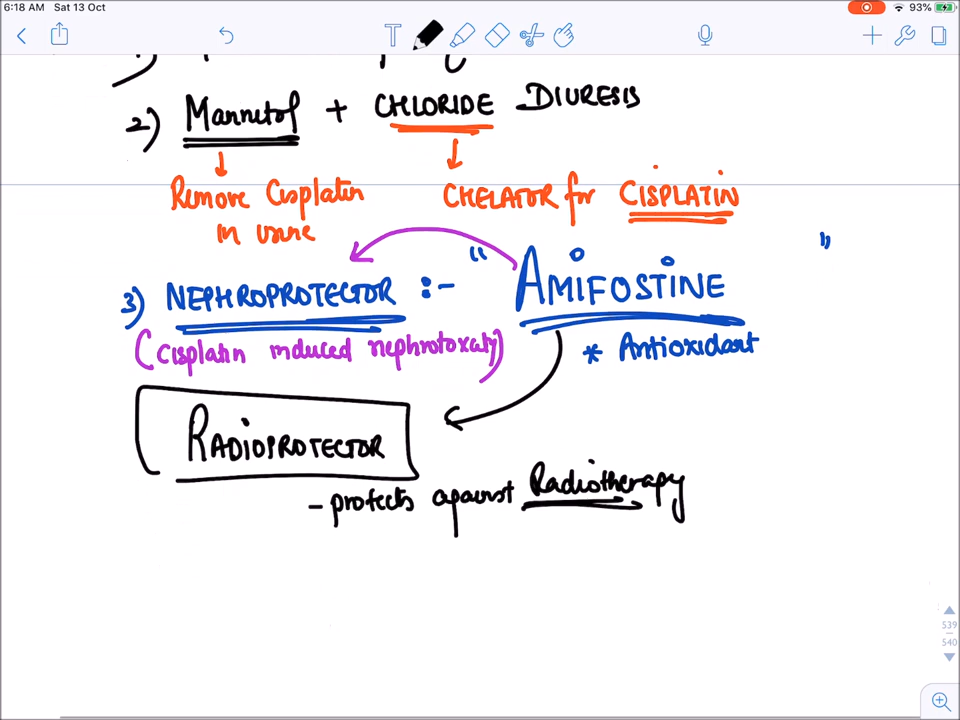 6:18 AM Sat 13 Oct
93%
2) Mannitol + CHLORIDE DIURESIS
Remove Cisplatin
in urine
CHELATOR for CISPLATIN
3) NEPHROPROTECTOR :- " AMIFOSTINE "
(Cisplatin induced nephrotoxaty)
* Antioxidant
RADIOPROTECTOR
- protects against Radiotherapy
539
540